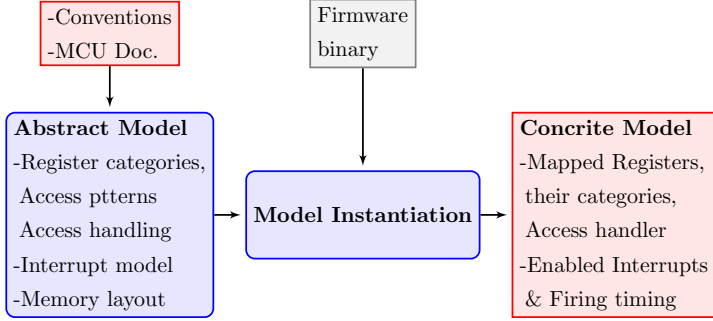 -Conventions
-MCU Doc.
Firmware
binary
Abstract Model
-Register categories,
Access ptterns
Access handling
-Interrupt model
-Memory layout
Model Instantiation
Concrite Model
-Mapped Registers,
their categories,
Access handler
-Enabled Interrupts
& Firing timing